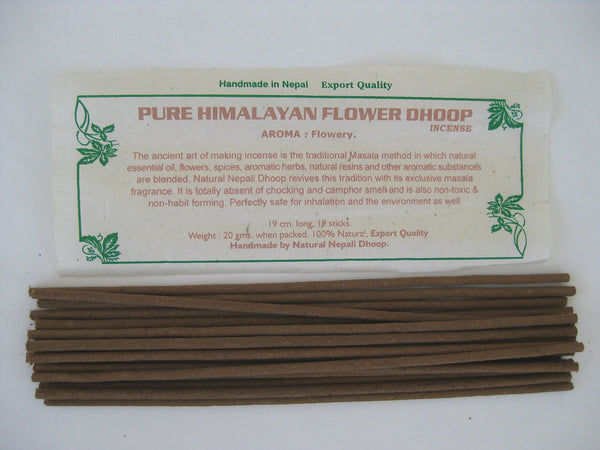 Handmade in Nepal Export Quality
PURE HIMALAYAN FLOWER DHOOP
INCENSE
AROMA : Flowery.
The ancient art of making incense is the traditional Masala method in which natural
essential oil, flowers, spices, aromatic herbs, natural resins and other aromatic substance's
are blended. Natural Nepali Dhoop revives this tradition with its exclusive masala
fragrance. It is totally absent of chocking and camphor smell and is also non-toxic &
non-habit forming. Perfectly safe for inhalation and the environment as well.
19 cm. long, 18 sticks.
Weight : 20 gms. when packed. 100% Natural, Export Quality
Handmade by Natural Nepali Dhoop.